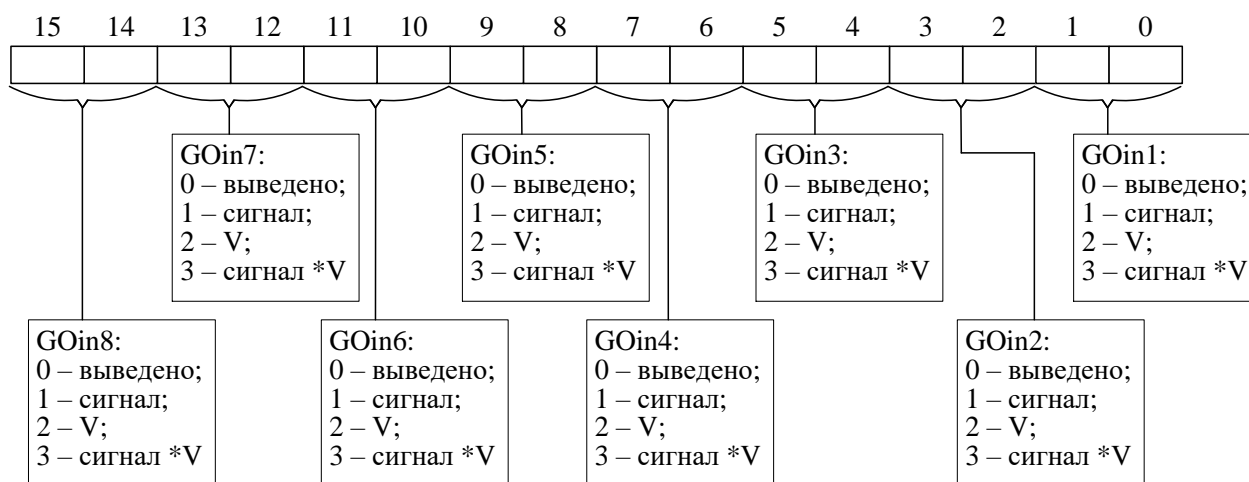 15 14 13 12 11 10 9 8 7 6 5 4 3 2 1 0
GOin7:
0 – выведено;
1 – сигнал;
2 – V;
3 – сигнал *V
GOin5:
0 – выведено;
1 – сигнал;
2 – V;
3 – сигнал *V
GOin3:
0 – выведено;
1 – сигнал;
2 – V;
3 – сигнал *V
GOin1:
0 – выведено;
1 – сигнал;
2 – V;
3 – сигнал *V
GOin8:
0 – выведено;
1 – сигнал;
2 – V;
3 – сигнал *V
GOin6:
0 – выведено;
1 – сигнал;
2 – V;
3 – сигнал *V
GOin4:
0 – выведено;
1 – сигнал;
2 – V;
3 – сигнал *V
GOin2:
0 – выведено;
1 – сигнал;
2 – V;
3 – сигнал *V